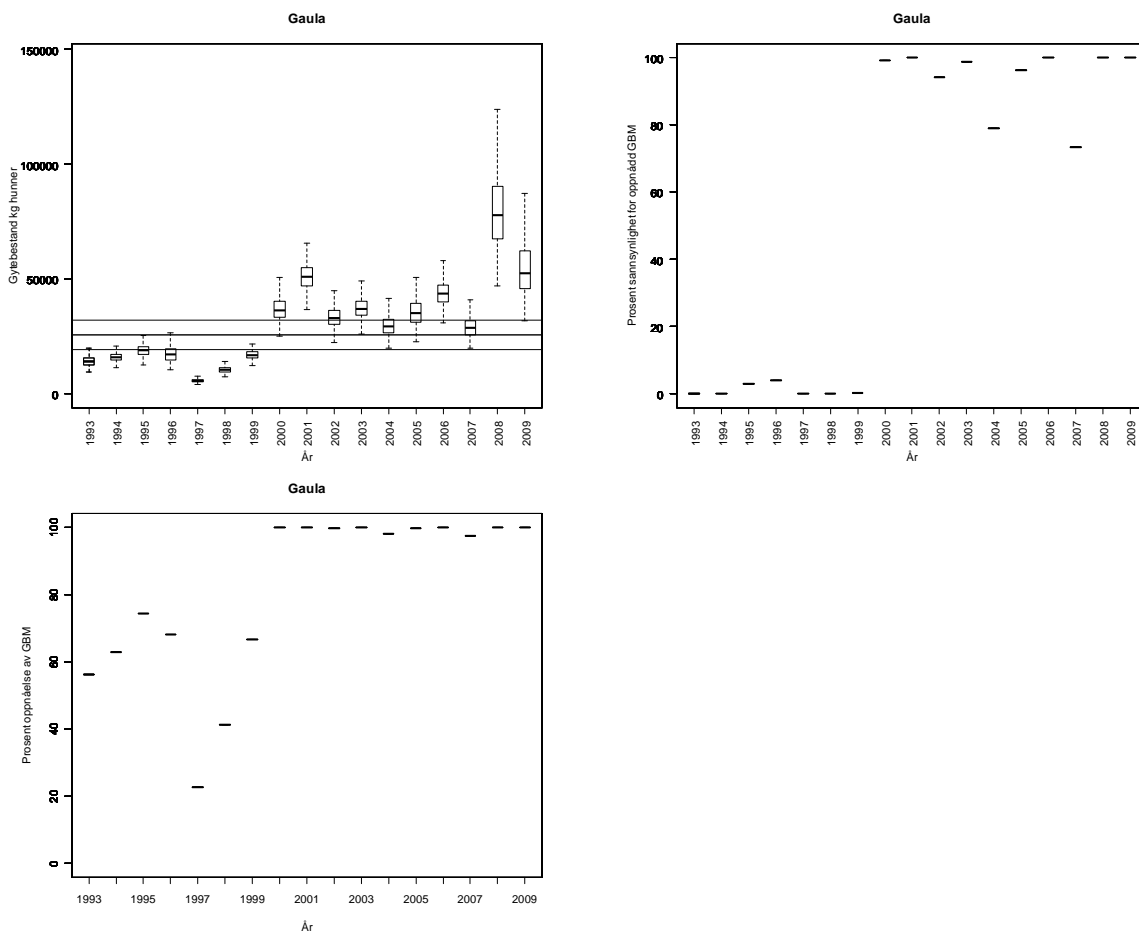 Gaula
150000
100000
50000
0
Gytebestand kg hunner
1993 1994 1995 1996 1997 1998 1999 2000 2001 2002 2003 2004 2005 2006 2007 2008 2009
År
Gaula
100
80
60
40
20
0
Prosent sannsynlighet for oppnådd GBM
1993 1994 1995 1996 1997 1998 1999 2000 2001 2002 2003 2004 2005 2006 2007 2008 2009
År
Gaula
100
80
60
40
20
0
Prosent oppnåelse av GBM
1993 1995 1997 1999 2001 2003 2005 2007 2009
År